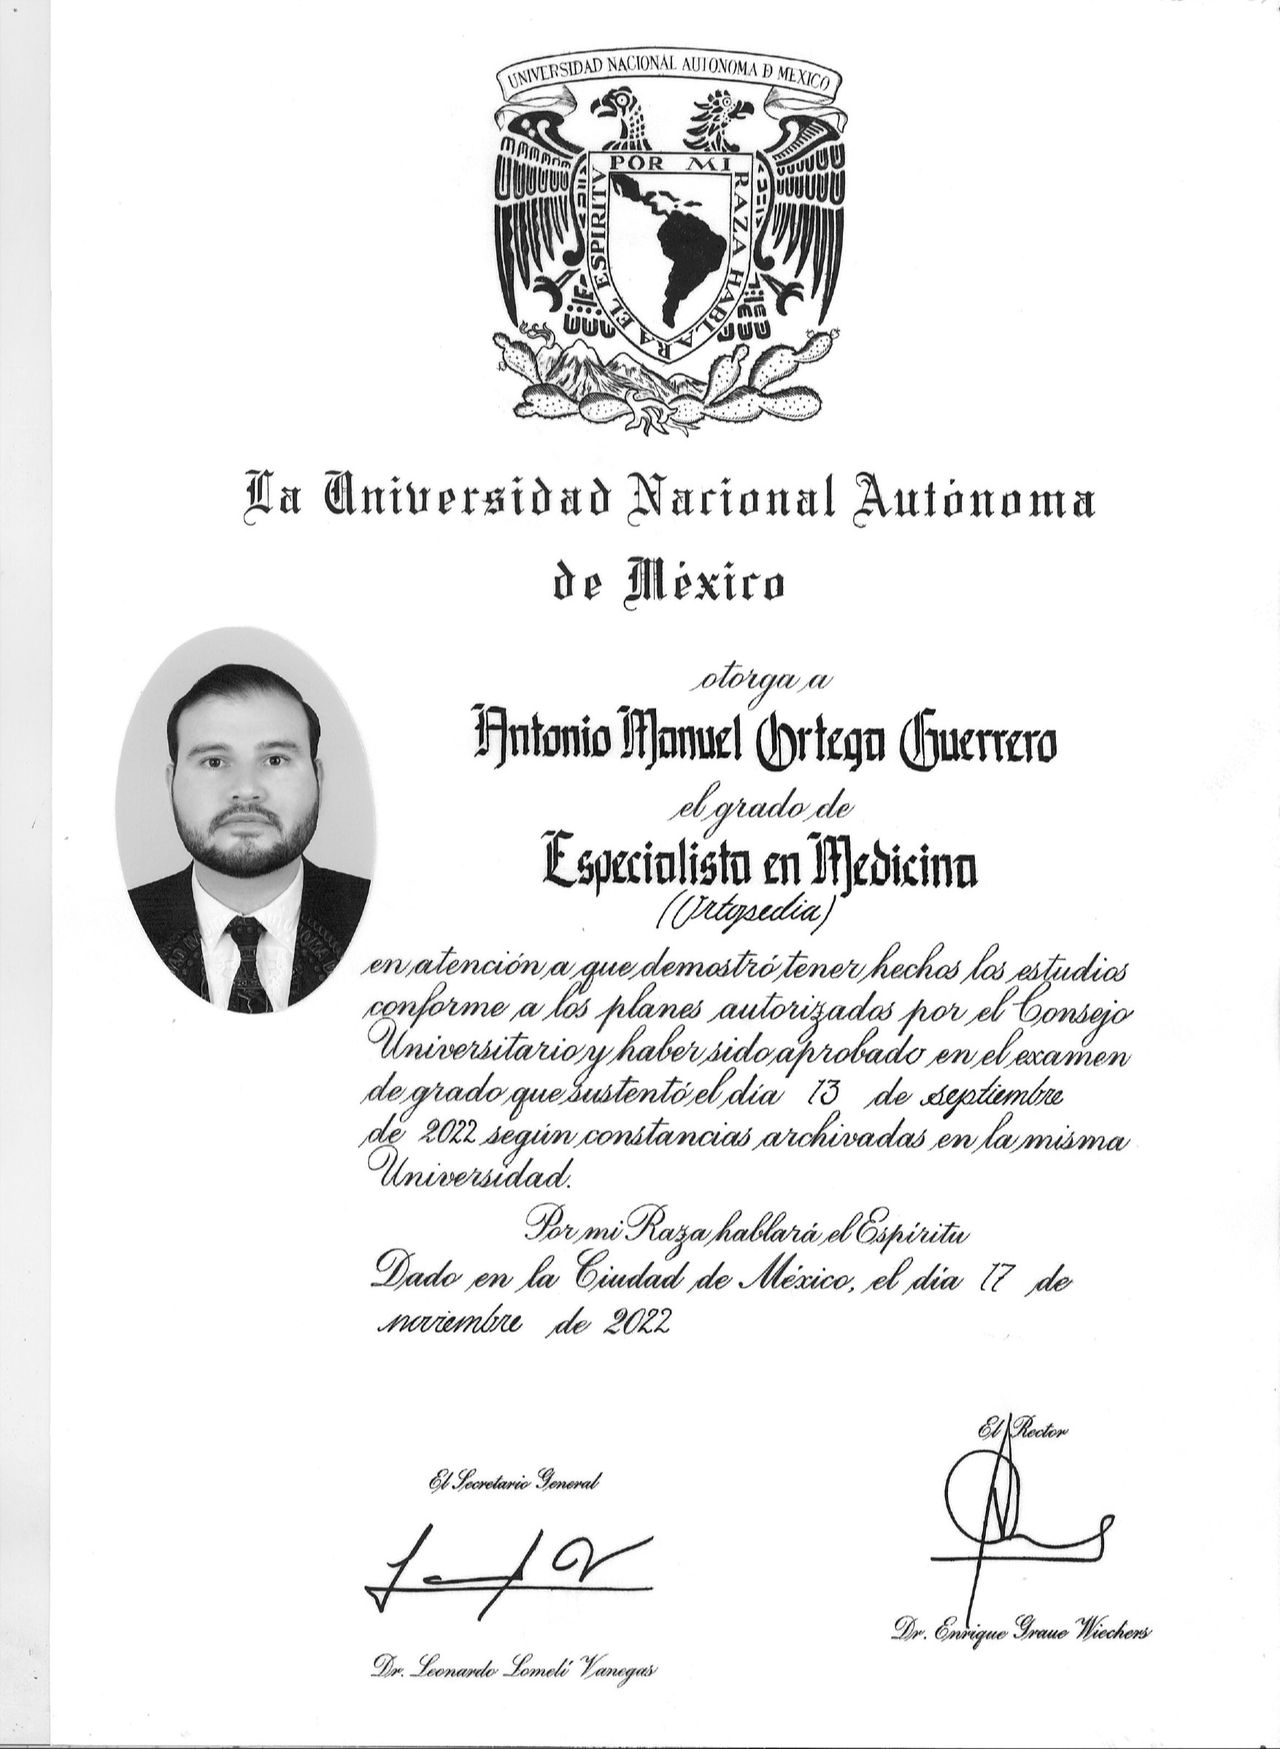 UNIVERSIDAD NACIONAL AUTONOMA D MEXICO
POR MI RAZA HABLARA EL ESPIRITV
La Universidad Nacional Autónoma
de México
otorga a
Antonio Manuel Ortega Guerrero
el grado de
Especialista en Medicina
(Ortopedia)
en atención a que demostró tener hechos los estudios
conforme a los planes autorizados por el Consejo
Universitario y haber sido aprobado en el examen
de grado que sustentó el día 13 de septiembre
de 2022 según constancias archivadas en la misma
Universidad.
Por mi Raza hablará el Espíritu
Dado en la Ciudad de México, el día 17 de
noviembre de 2022
El Rector
El Secretario General
Dr. Enrique Graue Wiechers
Dr. Leonardo Lomelí Vanegas